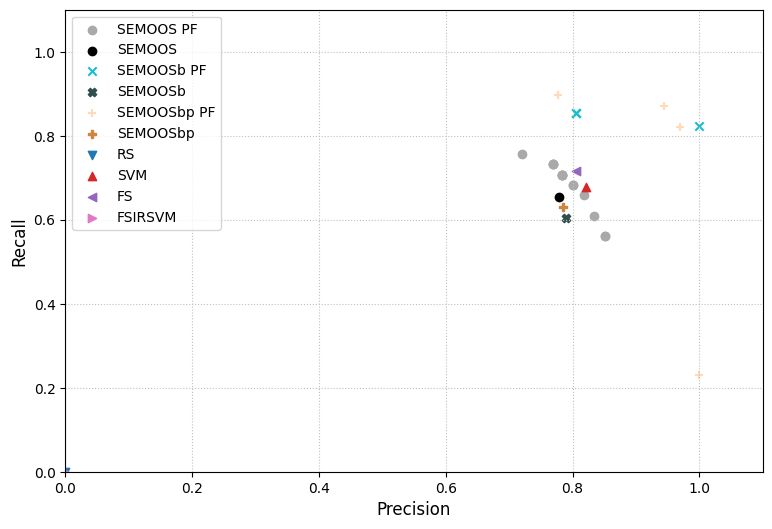 SEMOOS PF
SEMOOS
SEMOOSb PF
SEMOOSb
SEMOOSbp PF
SEMOOSbp
RS
SVM
FS
FSIRSVM
1.0
0.8
0.6
0.4
0.2
0.0
Recall
0.0 0.2 0.4 0.6 0.8 1.0
Precision